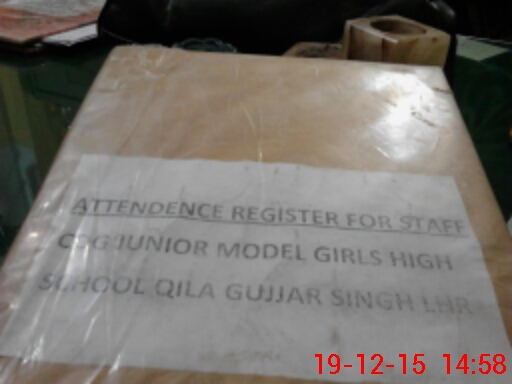 ATTENDENCE REGISTER FOR STAFF
JUNIOR MODEL GIRLS HIGH
SCHOOL QILA GUJJAR SINGH LHR
19-12-15 14:58